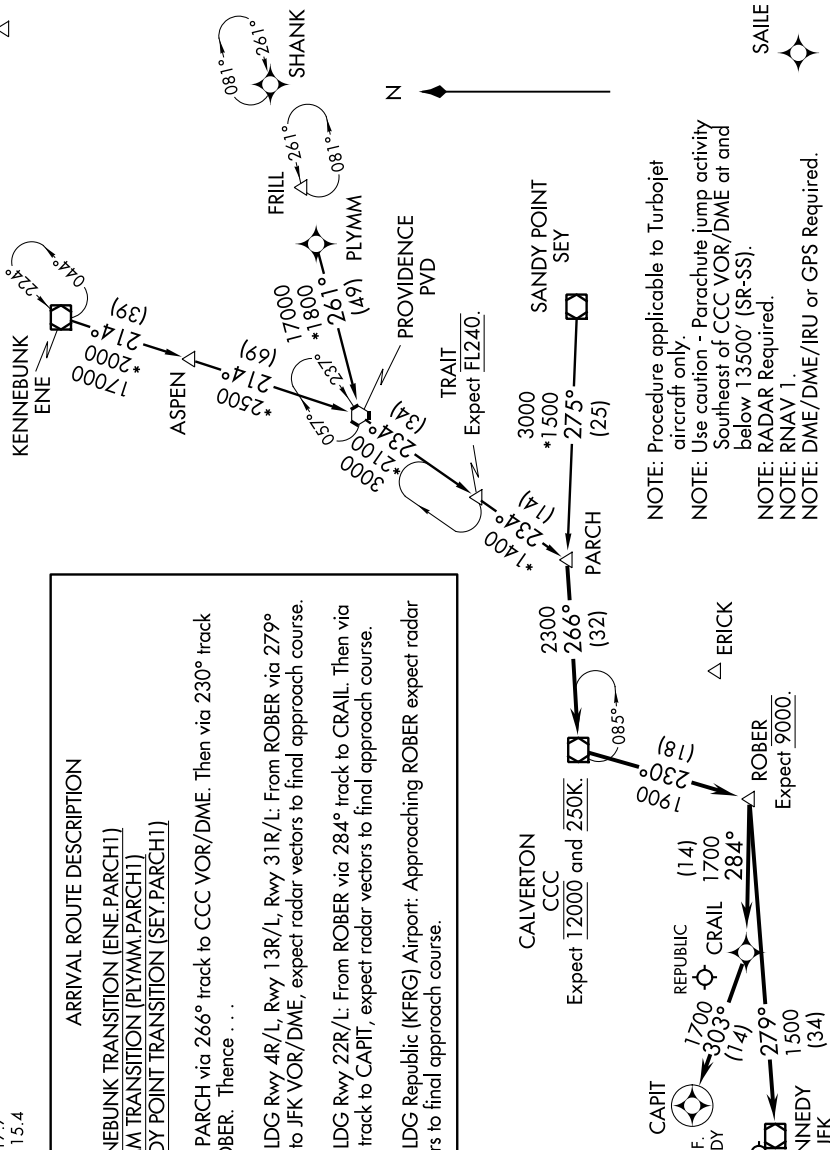 17.7
15.4
ARRIVAL ROUTE DESCRIPTION
NEBUNK TRANSITION (ENE.PARCH1)
M TRANSITION (PLYMM.PARCH1)
DY POINT TRANSITION (SEY.PARCH1)
PARCH via 266° track to CCC VOR/DME. Then via 230° track
OBER. Thence . . .
LDG Rwy 4R/L, Rwy 13R/L, Rwy 31R/L: From ROBER via 279°
to JFK VOR/DME, expect radar vectors to final approach course.
LDG Rwy 22R/L: From ROBER via 284° track to CRAIL. Then via
track to CAPIT, expect radar vectors to final approach course.
LDG Republic (KFRG) Airport: Approaching ROBER expect radar
rs to final approach course.
KENNEBUNK
ENE
224°
044°
17000
*2000
214°
(39)
ASPEN
*2500
214°
(69)
SHANK
081°
261°
FRILL
261°
081°
PLYMM
17000
*1800
261°
(49)
PROVIDENCE
PVD
237°
057°
3000
*2100
234°
(34)
TRAIT
Expect FL240.
*1400
234°
(14)
PARCH
SANDY POINT
SEY
3000
*1500
275°
(25)
N
2300
266°
(32)
CALVERTON
CCC
Expect 12000 and 250K.
085°
1900
230°
(18)
ERICK
ROBER
Expect 9000.
(14)
1700
284°
CRAIL
REPUBLIC
1700
303°
(14)
279°
1500
(34)
CAPIT
F.
DY
NNEDY
JFK
SAILE
NOTE: Procedure applicable to Turbojet
aircraft only.
NOTE: Use caution - Parachute jump activity
Southeast of CCC VOR/DME at and
below 13500' (SR-SS).
NOTE: RADAR Required.
NOTE: RNAV 1.
NOTE: DME/DME/IRU or GPS Required.